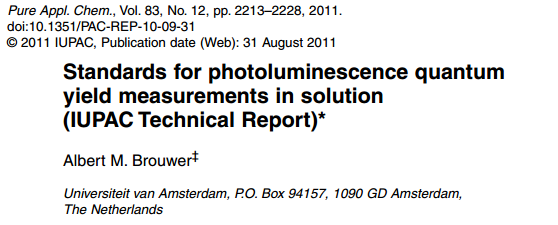 Pure Appl. Chem., Vol. 83, No. 12, pp. 2213–2228, 2011.
doi:10.1351/PAC-REP-10-09-31
© 2011 IUPAC, Publication date (Web): 31 August 2011
Standards for photoluminescence quantum
yield measurements in solution
(IUPAC Technical Report)*
Albert M. Brouwer‡
Universiteit van Amsterdam, P.O. Box 94157, 1090 GD Amsterdam,
The Netherlands